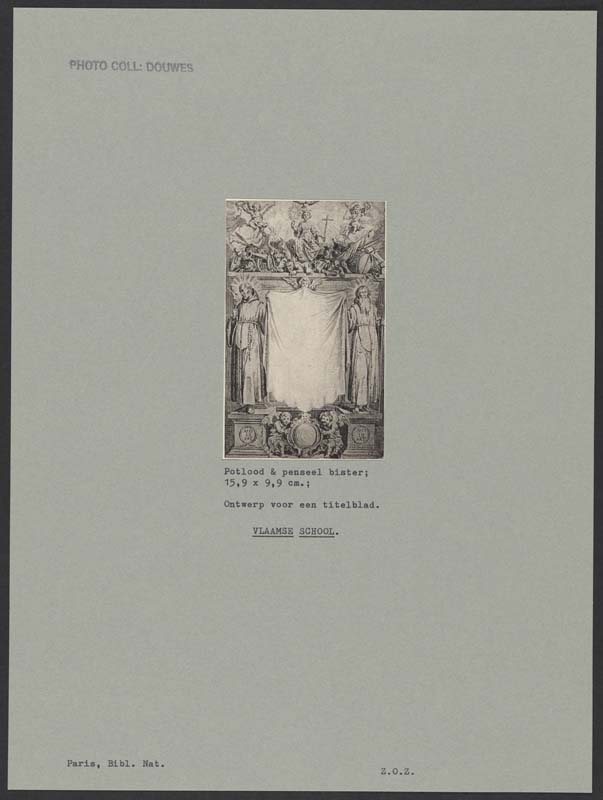 PHOTO COLL: DOUWES
Potlood & penseel bister;
15,9 x 9,9 cm.;
Ontwerp voor een titelblad.
VLAAMSE SCHOOL.
Paris, Bibl. Nat.
Z.O.Z.